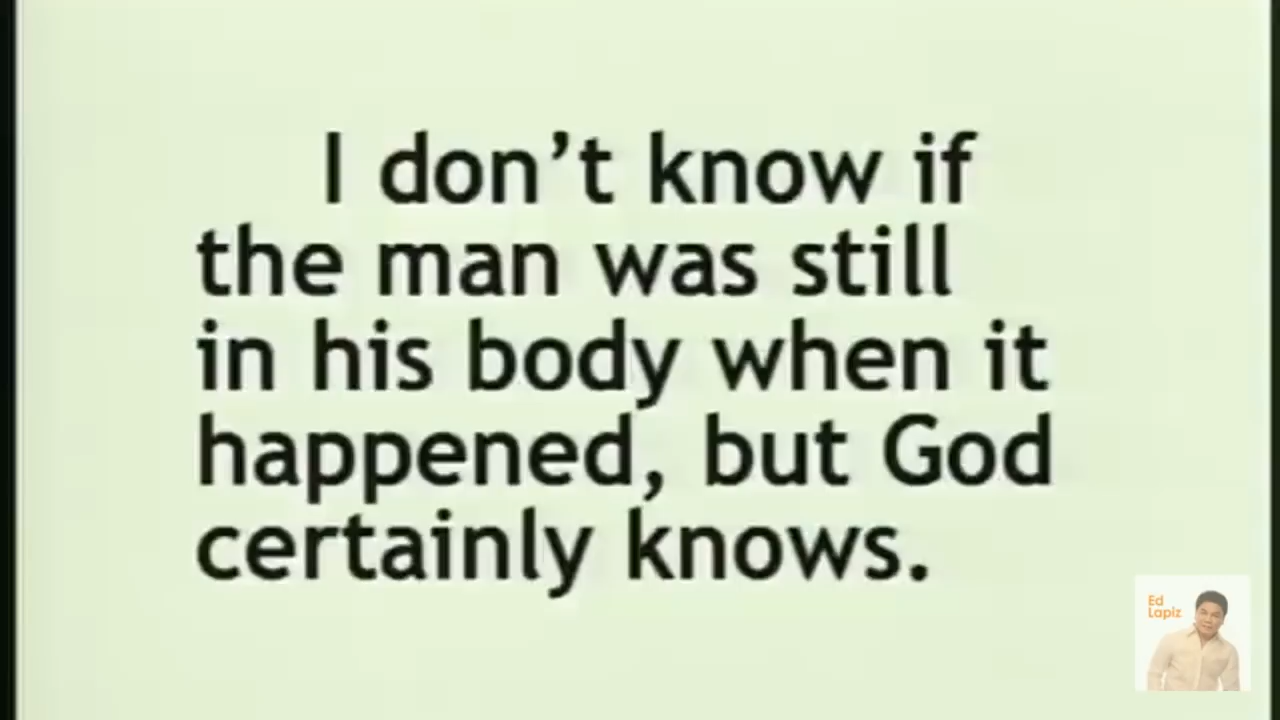 I don't know if
the man was still
in his body when it
happened, but God
certainly knows.
Ed
Lapiz